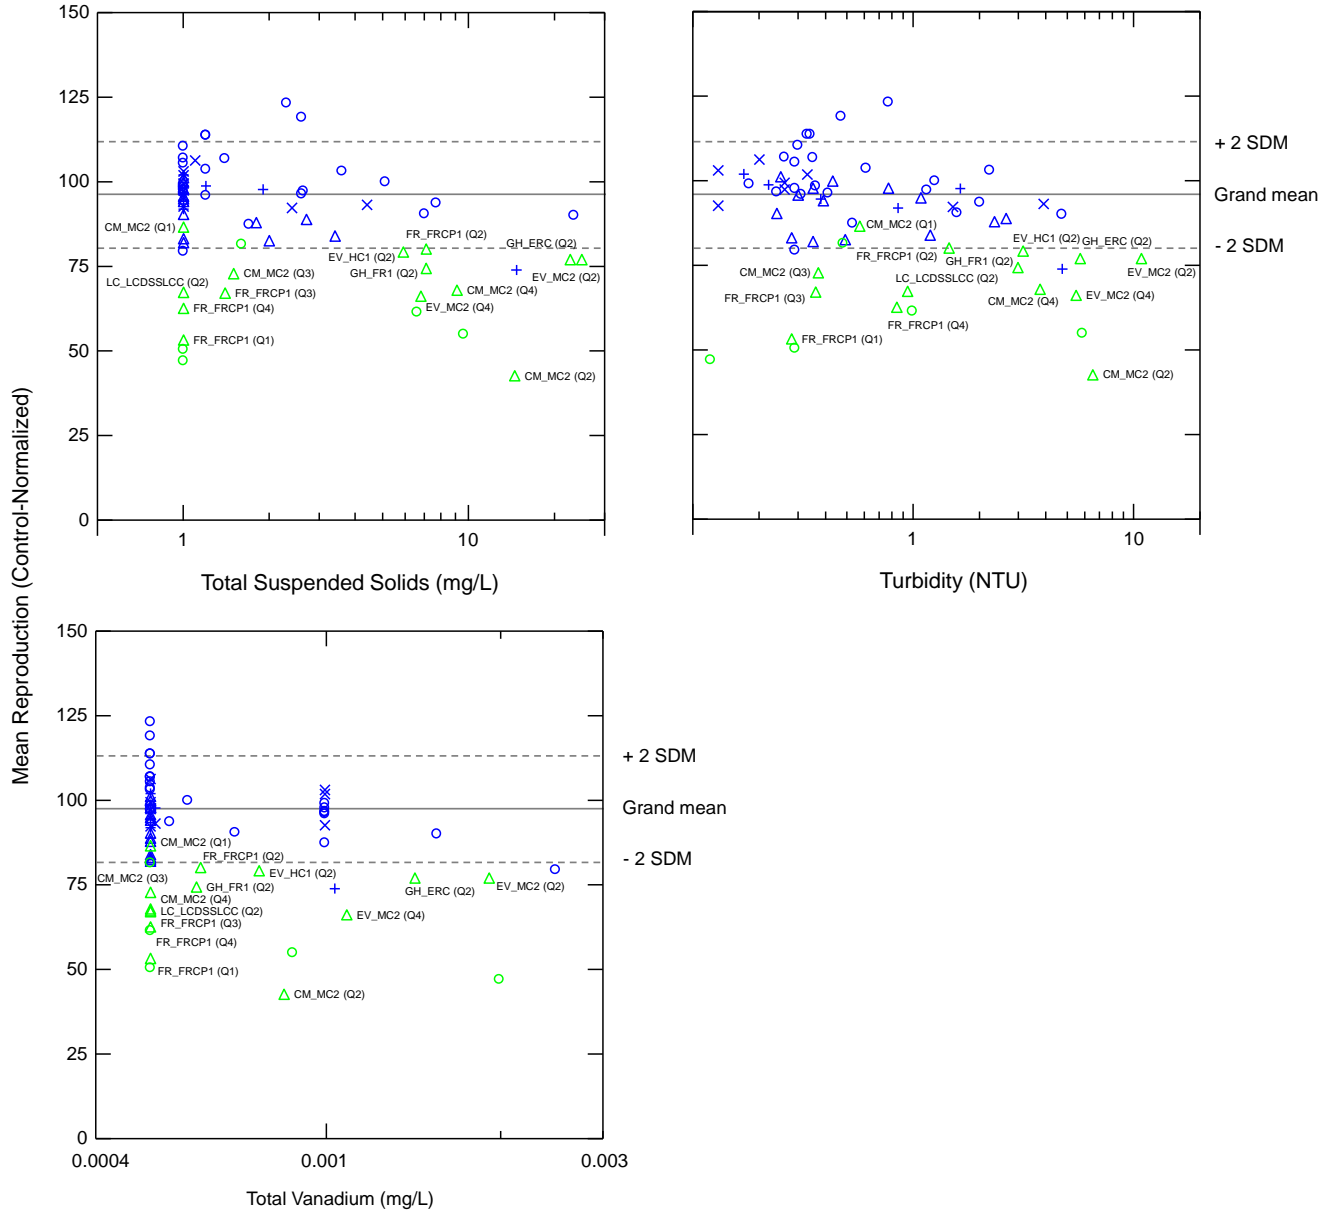 150
125
100
75
50
25
0
CM_MC2 (Q1)
LC_LCDSSLCC (Q2)
CM_MC2 (Q3)
FR_FRCP1 (Q3)
FR_FRCP1 (Q4)
FR_FRCP1 (Q1)
FR_FRCP1 (Q2)
EV_HC1 (Q2)
GH_FR1 (Q2)
GH_ERC (Q2)
EV_MC2 (Q2)
CM_MC2 (Q4)
EV_MC2 (Q4)
CM_MC2 (Q2)
1
10
Total Suspended Solids (mg/L)
+ 2 SDM
Grand mean
- 2 SDM
CM_MC2 (Q1)
FR_FRCP1 (Q2)
EV_HC1 (Q2)
GH_ERC (Q2)
GH_FR1 (Q2)
CM_MC2 (Q3)
LC_LCDSSLCC (Q2)
EV_MC2 (Q2)
FR_FRCP1 (Q3)
CM_MC2 (Q4)
EV_MC2 (Q4)
FR_FRCP1 (Q4)
FR_FRCP1 (Q1)
CM_MC2 (Q2)
1
10
Turbidity (NTU)
Mean Reproduction (Control-Normalized)
150
125
100
75
50
25
0
+ 2 SDM
Grand mean
- 2 SDM
CM_MC2 (Q1)
FR_FRCP1 (Q2)
CM_MC2 (Q3)
GH_FR1 (Q2)
EV_HC1 (Q2)
GH_ERC (Q2)
EV_MC2 (Q2)
CM_MC2 (Q4)
LC_LCDSSLCC (Q2)
EV_MC2 (Q4)
FR_FRCP1 (Q3)
FR_FRCP1 (Q4)
FR_FRCP1 (Q1)
CM_MC2 (Q2)
0.0004
0.001
0.003
Total Vanadium (mg/L)